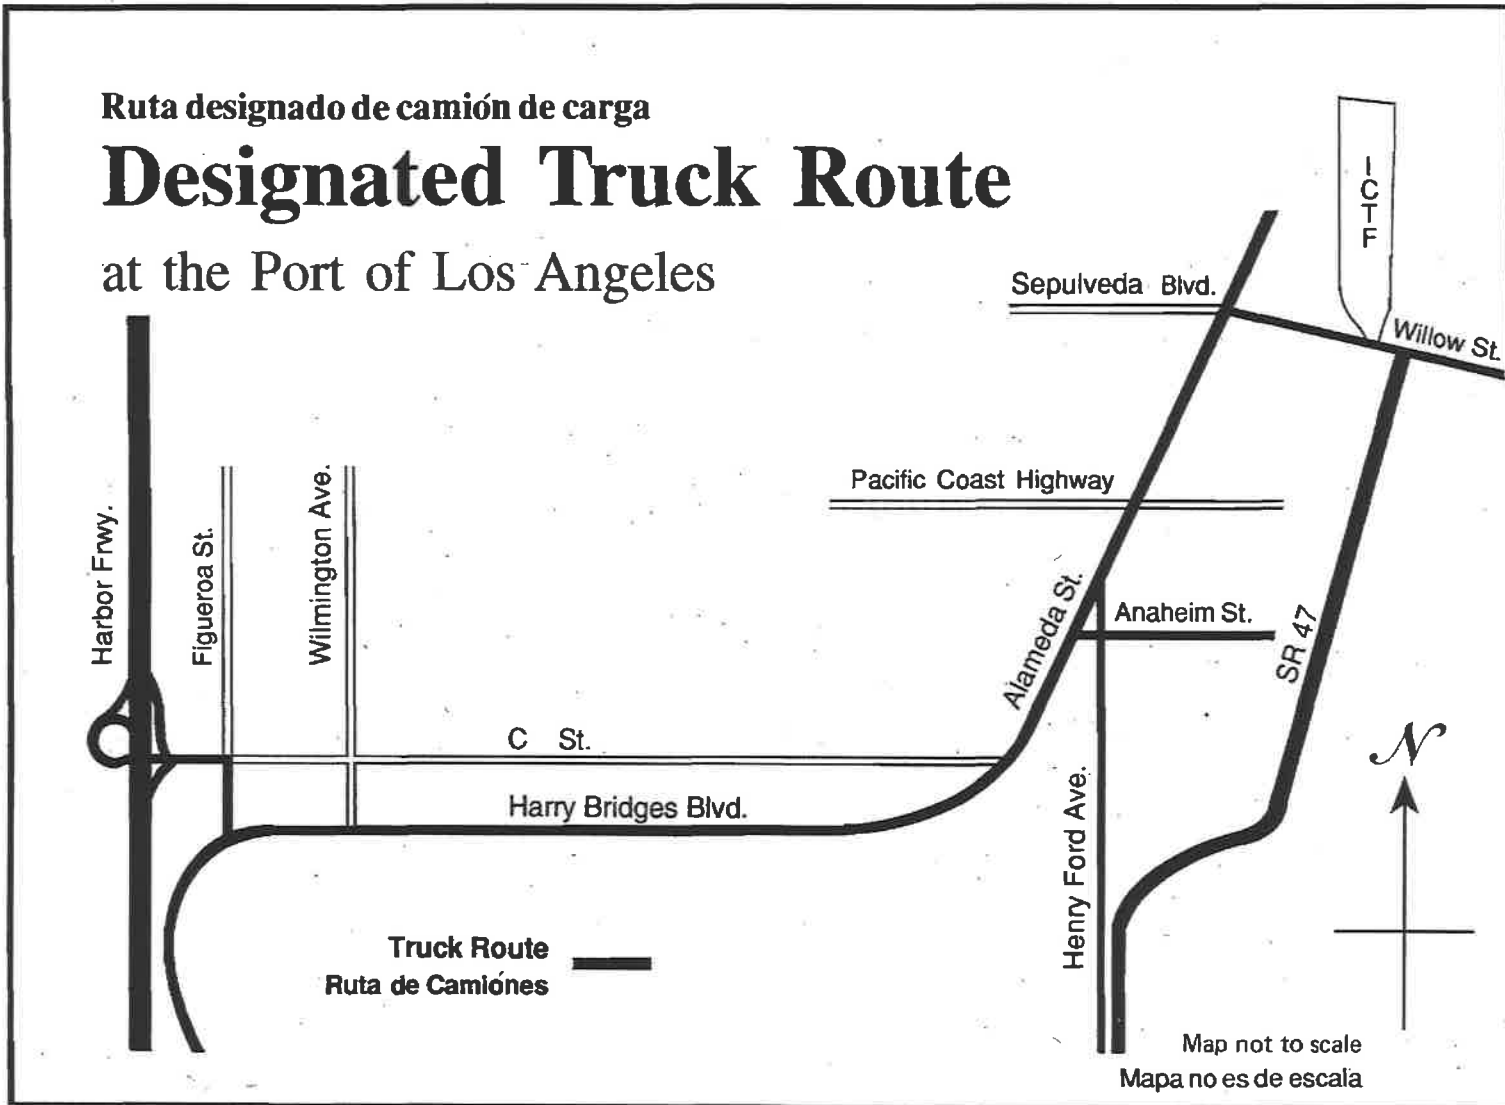 Ruta designado de camión de carga
Designated Truck Route
at the Port of Los Angeles
ICTF
Sepulveda Blvd.
Willow St.
Pacific Coast Highway
Harbor Frwy.
Figueroa St.
Wilmington Ave.
Alameda St.
Anaheim St.
SR 47
C St.
Harry Bridges Blvd.
Henry Ford Ave.
N
Truck Route
Ruta de Camiónes
Map not to scale
Mapa no es de escala